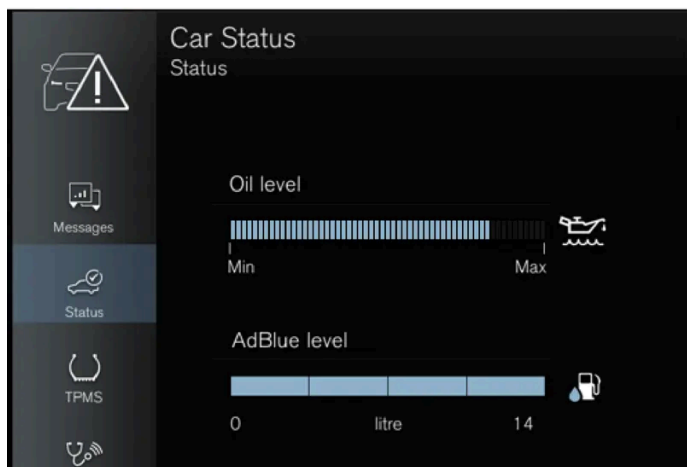 Car Status
Status
Messages
Status
TPMS
Oil level
Min Max
AdBlue level
0 litre 14